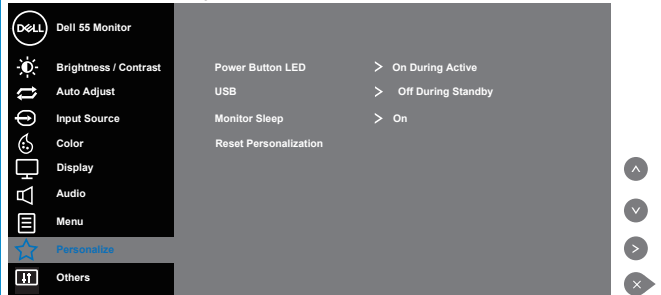 DELL
Dell 55 Monitor
Brightness / Contrast
Auto Adjust
Input Source
Color
Display
Audio
Menu
Personalize
Others
Power Button LED > On During Active
USB > Off During Standby
Monitor Sleep > On
Reset Personalization